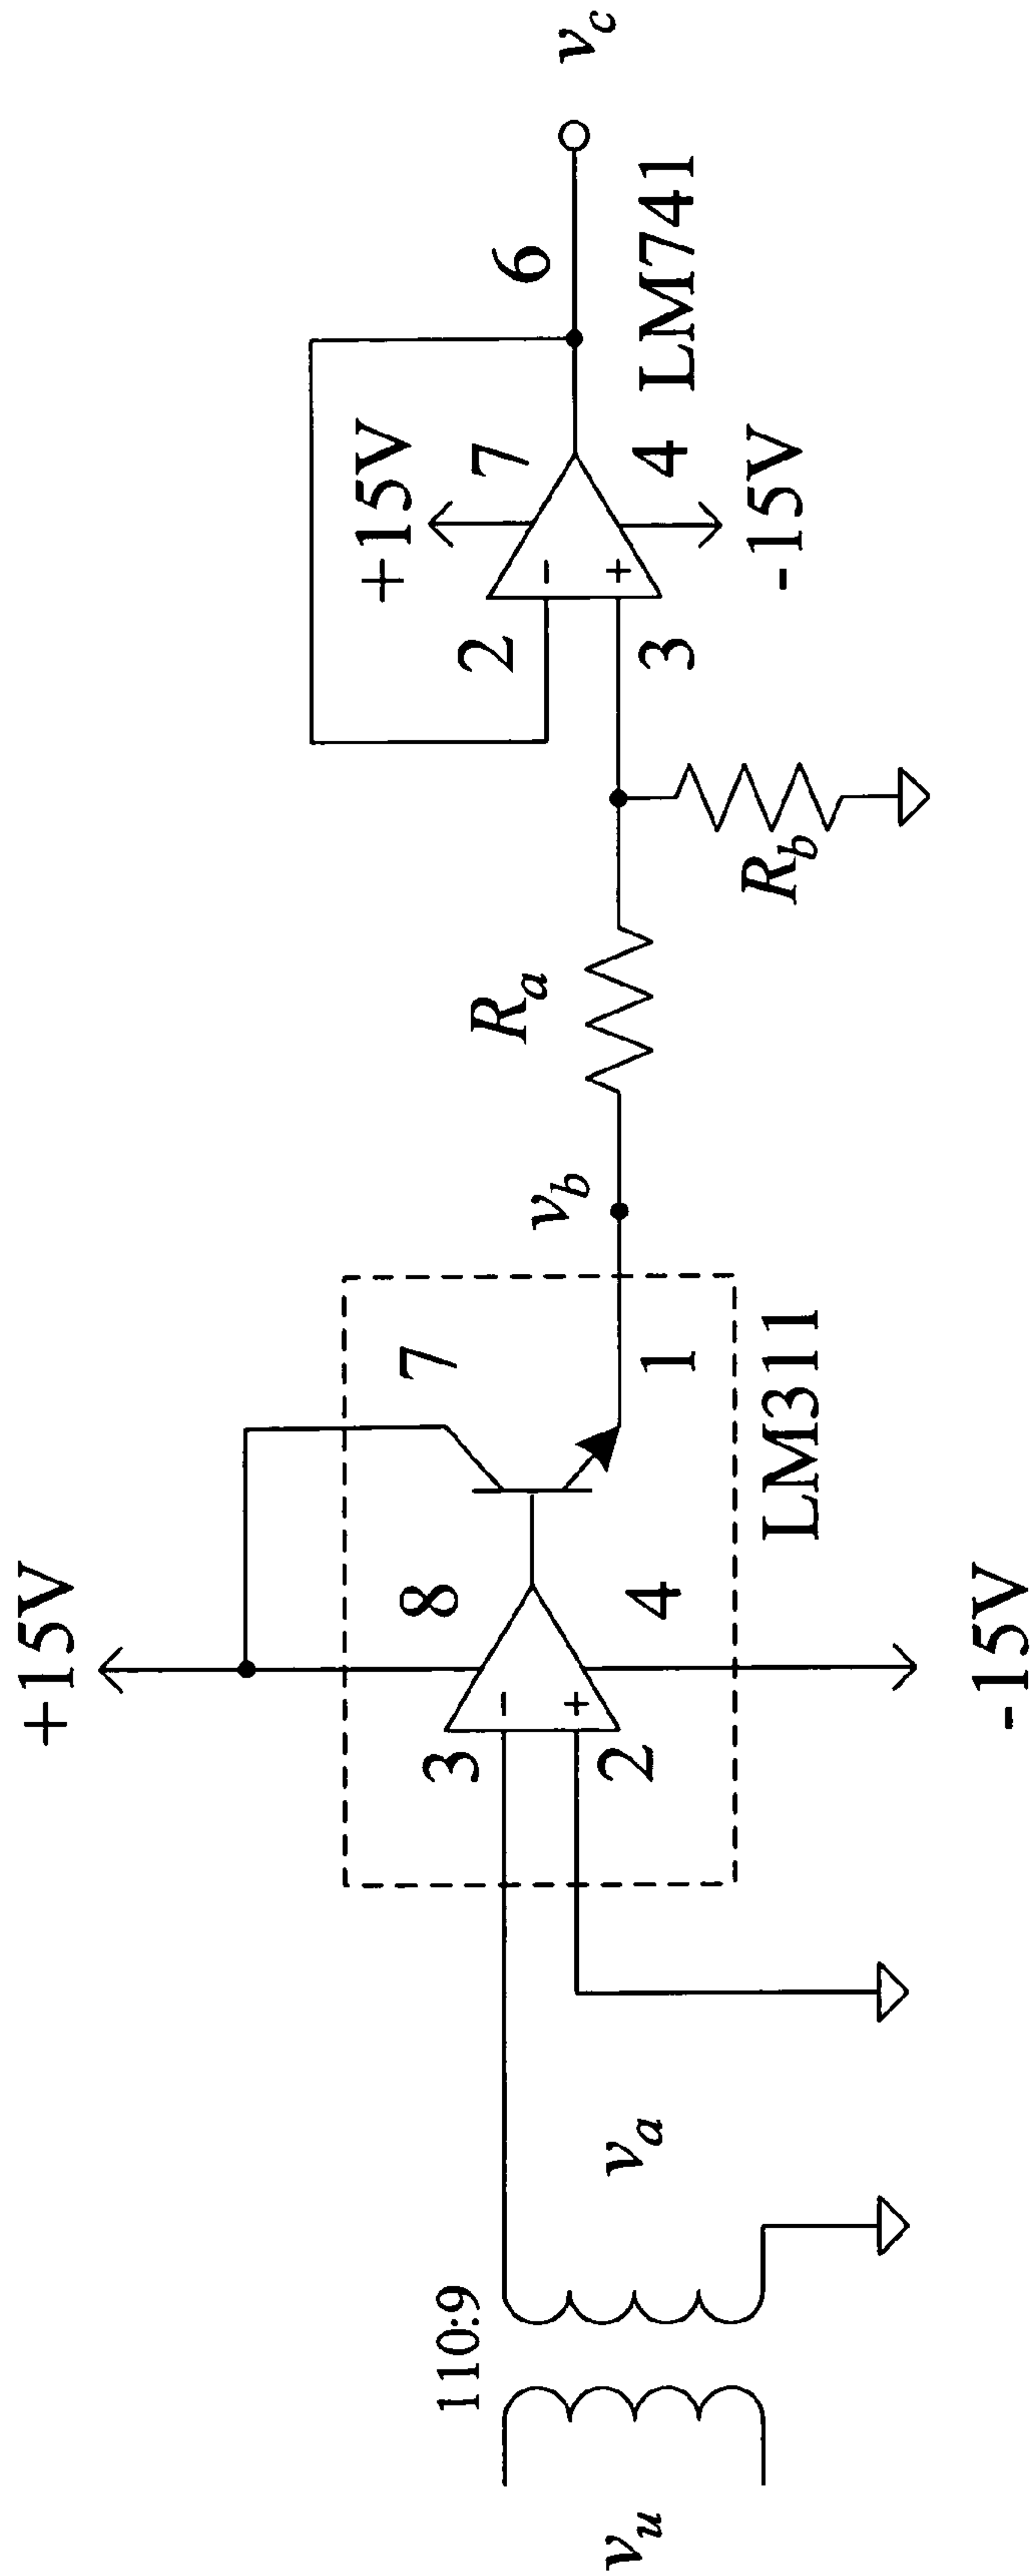 +15V
+15V
110:9
3
8
7
2
7
6
v_u
v_a
2
4
1
v_b
R_a
3
4
v_c
LM311
R_b
LM741
-15V
-15V
-
+
-
+